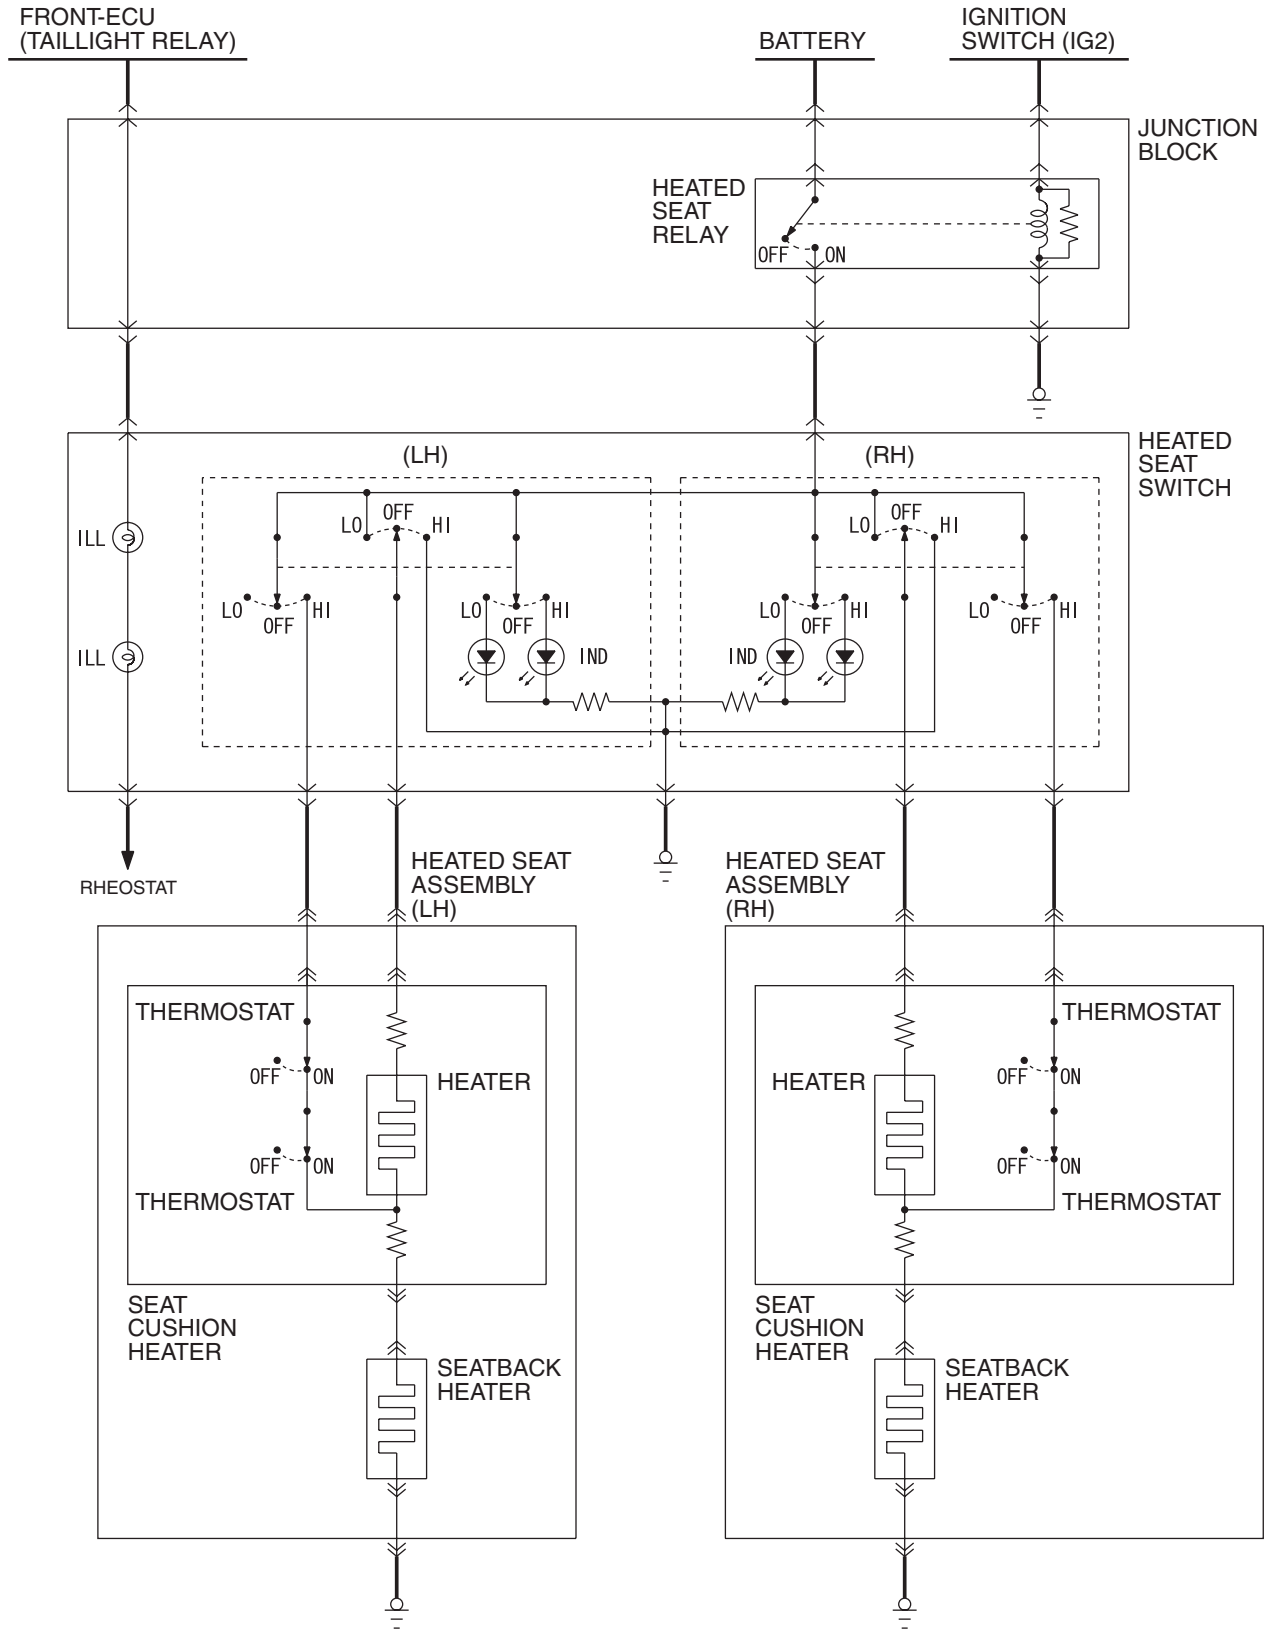 FRONT-ECU
(TAILLIGHT RELAY)
BATTERY
IGNITION
SWITCH (IG2)
JUNCTION
BLOCK
HEATED
SEAT
RELAY
OFF
ON
HEATED
SEAT
SWITCH
(LH)
(RH)
LO
OFF
HI
LO
OFF
HI
ILL
LO
OFF
HI
LO
OFF
HI
LO
OFF
HI
LO
OFF
HI
ILL
IND
IND
RHEOSTAT
HEATED SEAT
ASSEMBLY
(LH)
HEATED SEAT
ASSEMBLY
(RH)
THERMOSTAT
THERMOSTAT
OFF
ON
HEATER
HEATER
OFF
ON
OFF
ON
OFF
ON
THERMOSTAT
THERMOSTAT
SEAT
CUSHION
HEATER
SEAT
CUSHION
HEATER
SEATBACK
HEATER
SEATBACK
HEATER